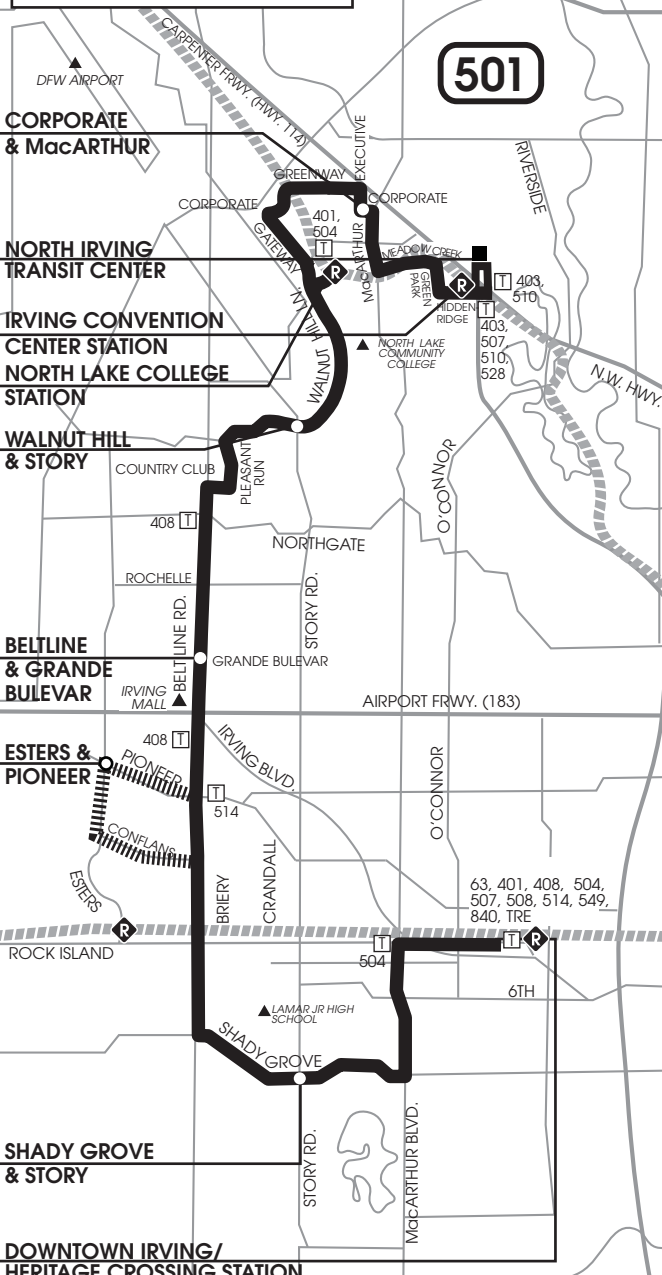 501
CARPENTER FRWY. (HWY. 114)
DFW AIRPORT
CORPORATE
& MacARTHUR
EXECUTIVE
RIVERSIDE
GREENWAY
CORPORATE
CORPORATE
401,
504
T
GATEWAY
MacARTHUR
MEADOW CREEK
NORTH IRVING
TRANSIT CENTER
R
GREEN
PARK
R
T 403,
510
HIDDEN
RIDGE
T
403,
507,
510,
528
IRVING CONVENTION
CENTER STATION
WALNUT HILL LN.
NORTH LAKE
COMMUNITY
COLLEGE
N.W. HWY.
NORTH LAKE COLLEGE
STATION
WALNUT HILL
& STORY
COUNTRY CLUB
PLEASANT
RUN
O'CONNOR
408 T
NORTHGATE
ROCHELLE
BELT LINE RD.
STORY RD.
BELTLINE
& GRANDE
BULEVAR
GRANDE BULEVAR
IRVING
MALL
AIRPORT FRWY. (183)
408 T
IRVING BLVD.
O'CONNOR
ESTERS &
PIONEER
PIONEER
T
514
CONFLANS
ESTERS
BRIERY
CRANDALL
63, 401, 408, 504,
507, 508, 514, 549,
840, TRE
R
T
504
T R
ROCK ISLAND
6TH
LAMAR JR HIGH
SCHOOL
SHADY GROVE
SHADY GROVE
& STORY
STORY RD.
MacARTHUR BLVD.
DOWNTOWN IRVING/
HERITAGE CROSSING STATION